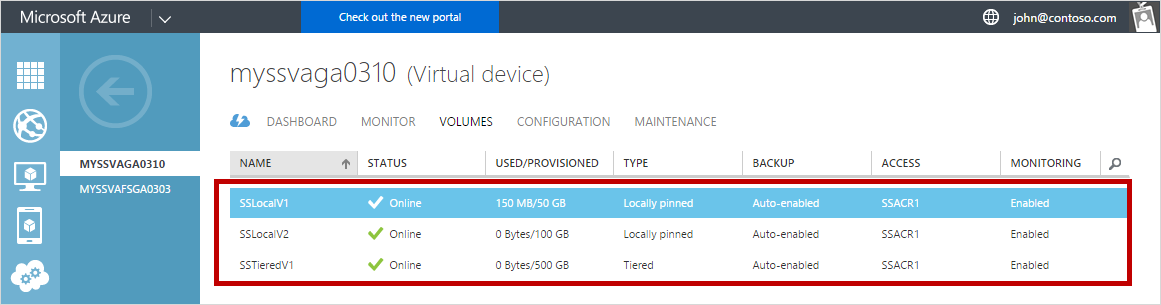 Microsoft Azure Check out the new portal john@contoso.com
myssvaga0310 (Virtual device)
DASHBOARD MONITOR VOLUMES CONFIGURATION MAINTENANCE
MYSSVAGA0310
MYSSVAFSGA0303
NAME STATUS USED/PROVISIONED TYPE BACKUP ACCESS MONITORING
SSLocalV1 Online 150 MB/50 GB Locally pinned Auto-enabled SSACR1 Enabled
SSLocalV2 Online 0 Bytes/100 GB Locally pinned Auto-enabled SSACR1 Enabled
SSTieredV1 Online 0 Bytes/500 GB Tiered Auto-enabled SSACR1 Enabled